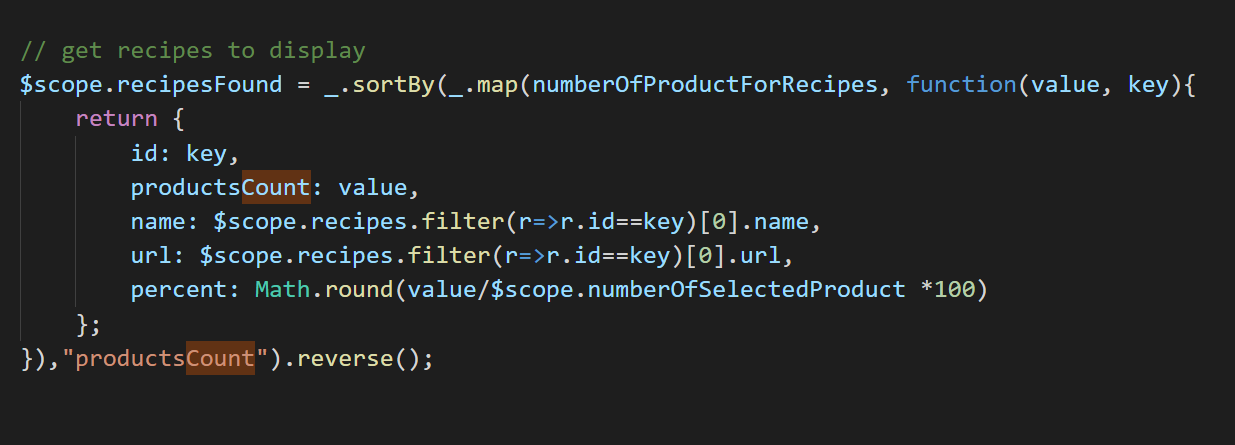 // get recipes to display
$scope.recipesFound = _.sortBy(_.map(numberOfProductForRecipes, function(value, key){
return {
id: key,
productsCount: value,
name: $scope.recipes.filter(r=>r.id==key)[0].name,
url: $scope.recipes.filter(r=>r.id==key)[0].url,
percent: Math.round(value/$scope.numberOfSelectedProduct *100)
};
}),"productsCount").reverse();